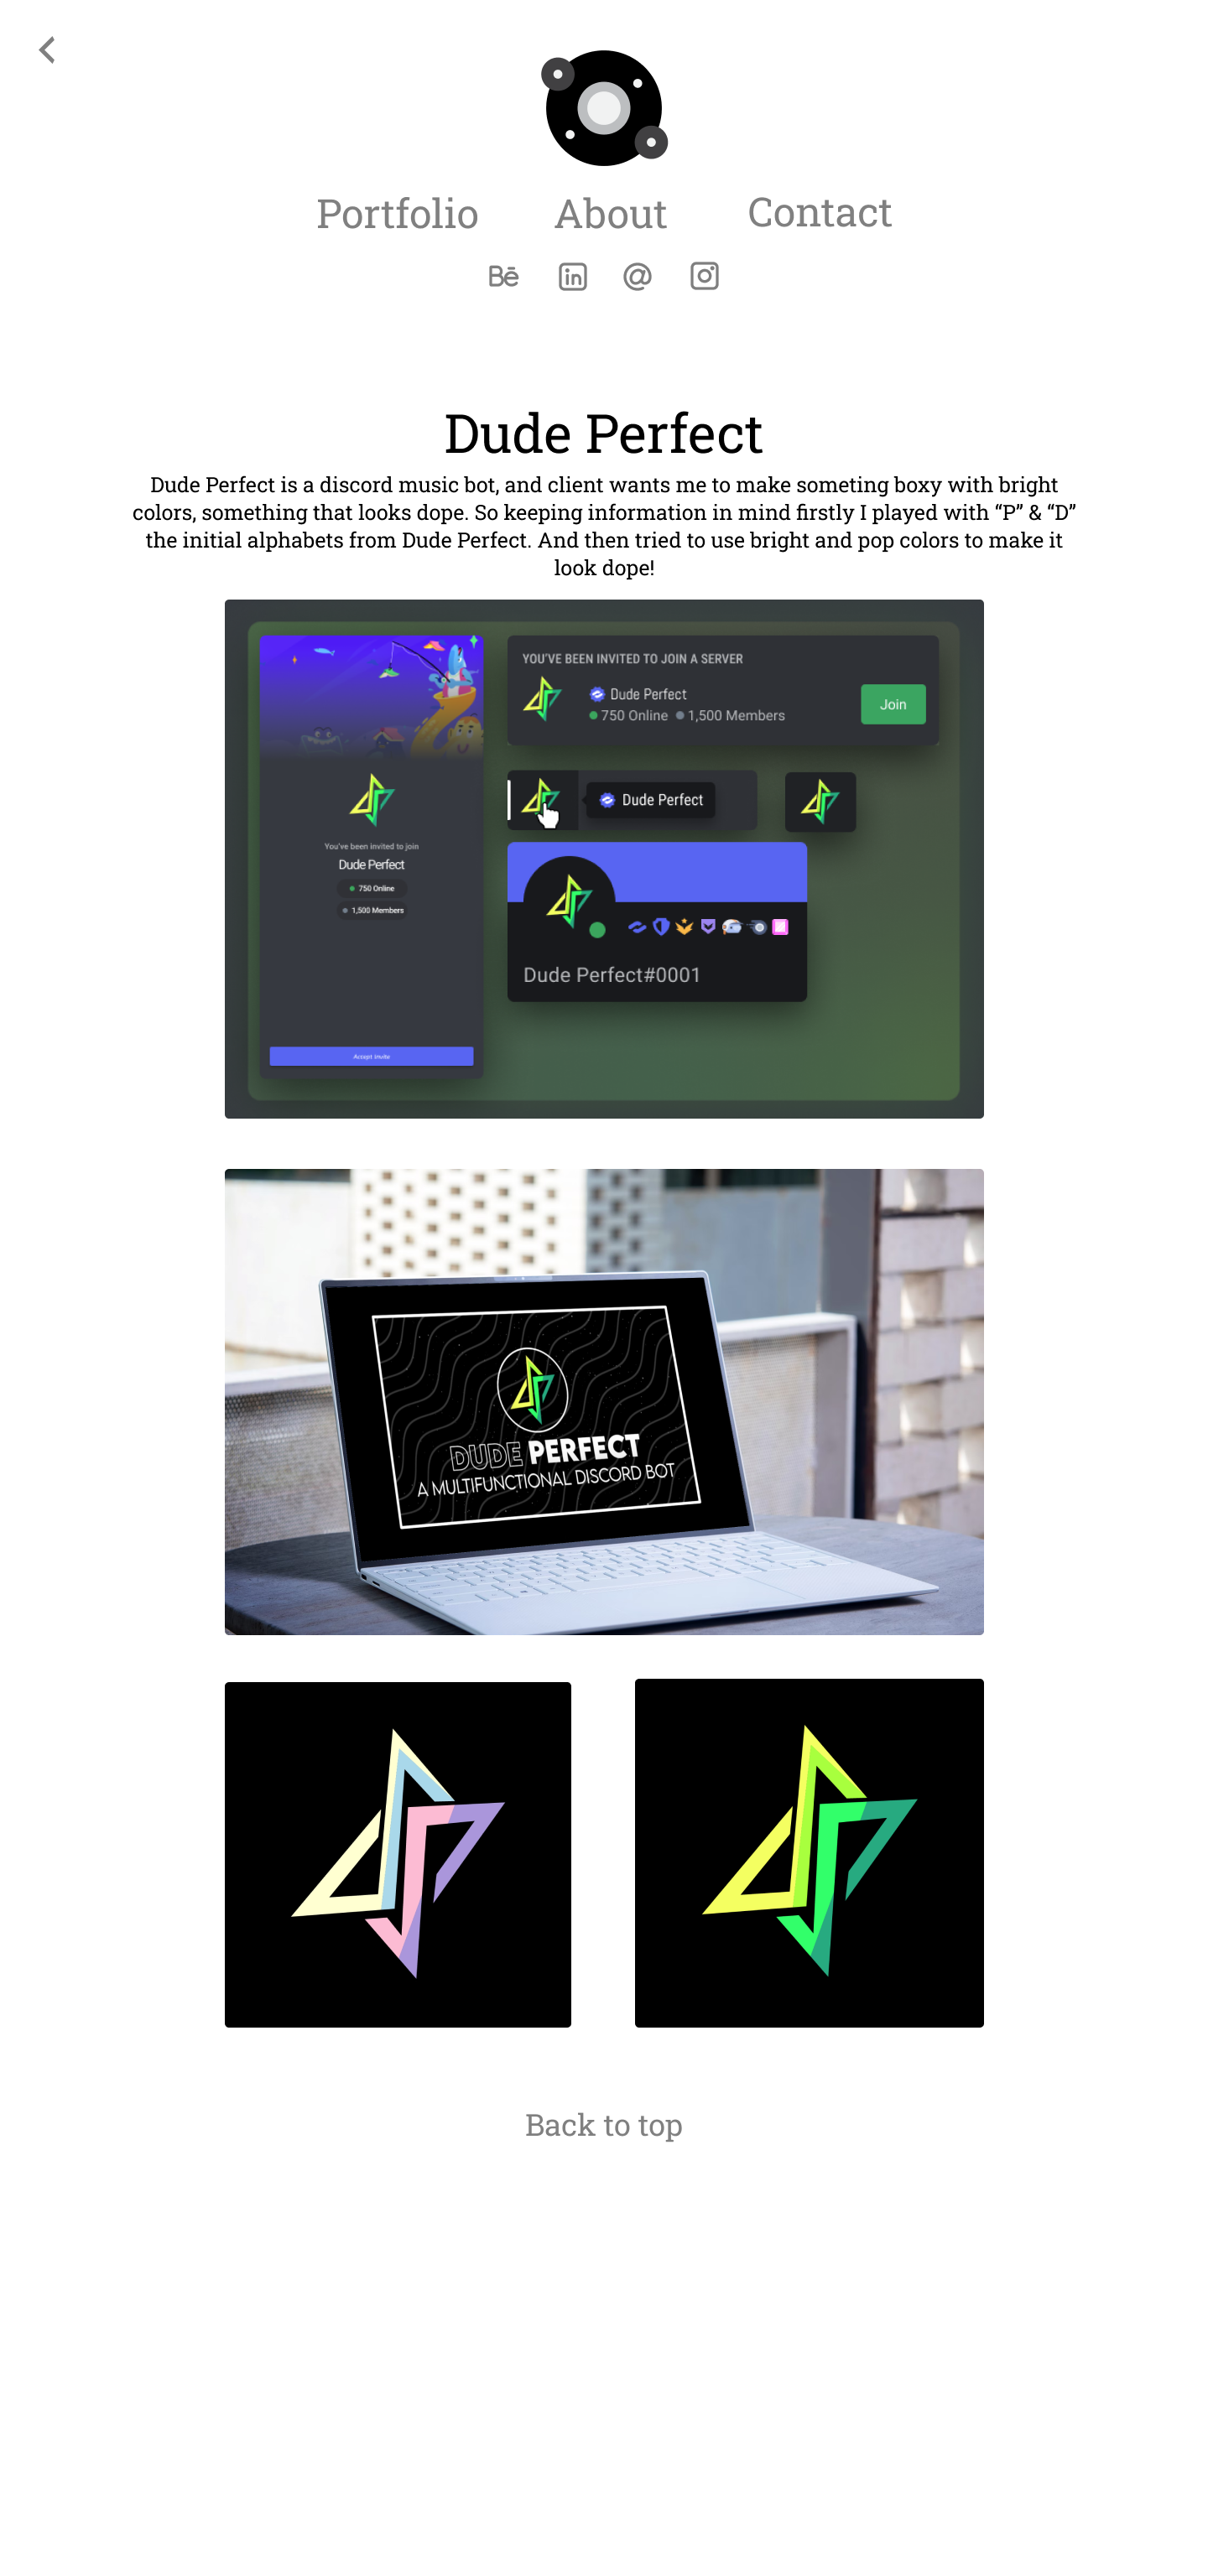 Portfolio About Contact
Bē in @
Dude Perfect
Dude Perfect is a discord music bot, and client wants me to make someting boxy with bright
colors, something that looks dope. So keeping information in mind firstly I played with “P” & “D”
the initial alphabets from Dude Perfect. And then tried to use bright and pop colors to make it
look dope!
You've been invited to join
Dude Perfect
750 Online
1,500 Members
Accept Invite
YOU'VE BEEN INVITED TO JOIN A SERVER
Dude Perfect
750 Online 1,500 Members
Join
Dude Perfect
Dude Perfect#0001
DUDE PERFECT
A MULTIFUNCTIONAL DISCORD BOT
Back to top